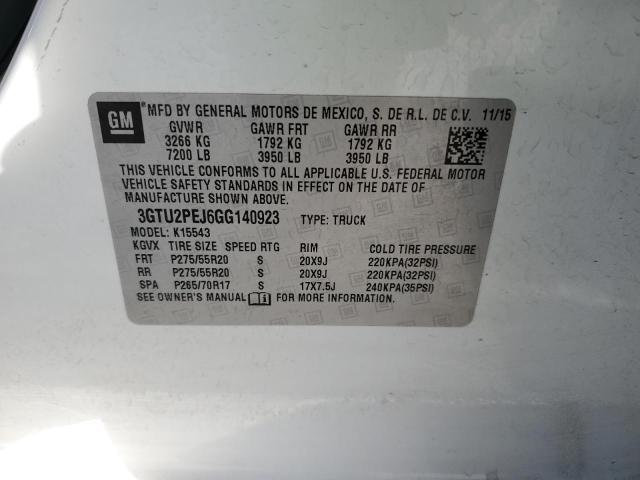 GM ® MFD BY GENERAL MOTORS DE MEXICO, S. DE R.L. DE C.V. 11/15
GVWR GAWR FRT GAWR RR
3266 KG 1792 KG 1792 KG
7200 LB 3950 LB 3950 LB
THIS VEHICLE CONFORMS TO ALL APPLICABLE U.S. FEDERAL MOTOR
VEHICLE SAFETY STANDARDS IN EFFECT ON THE DATE OF
MANUFACTURE SHOWN ABOVE.
3GTU2PEJ6GG140923 TYPE: TRUCK
MODEL: K15543
KGVX TIRE SIZE SPEED RTG RIM COLD TIRE PRESSURE
FRT P275/55R20 S 20X9J 220KPA(32PSI)
RR P275/55R20 S 20X9J 220KPA(32PSI)
SPA P265/70R17 S 17X7.5J 240KPA(35PSI)
SEE OWNER'S MANUAL FOR MORE INFORMATION.